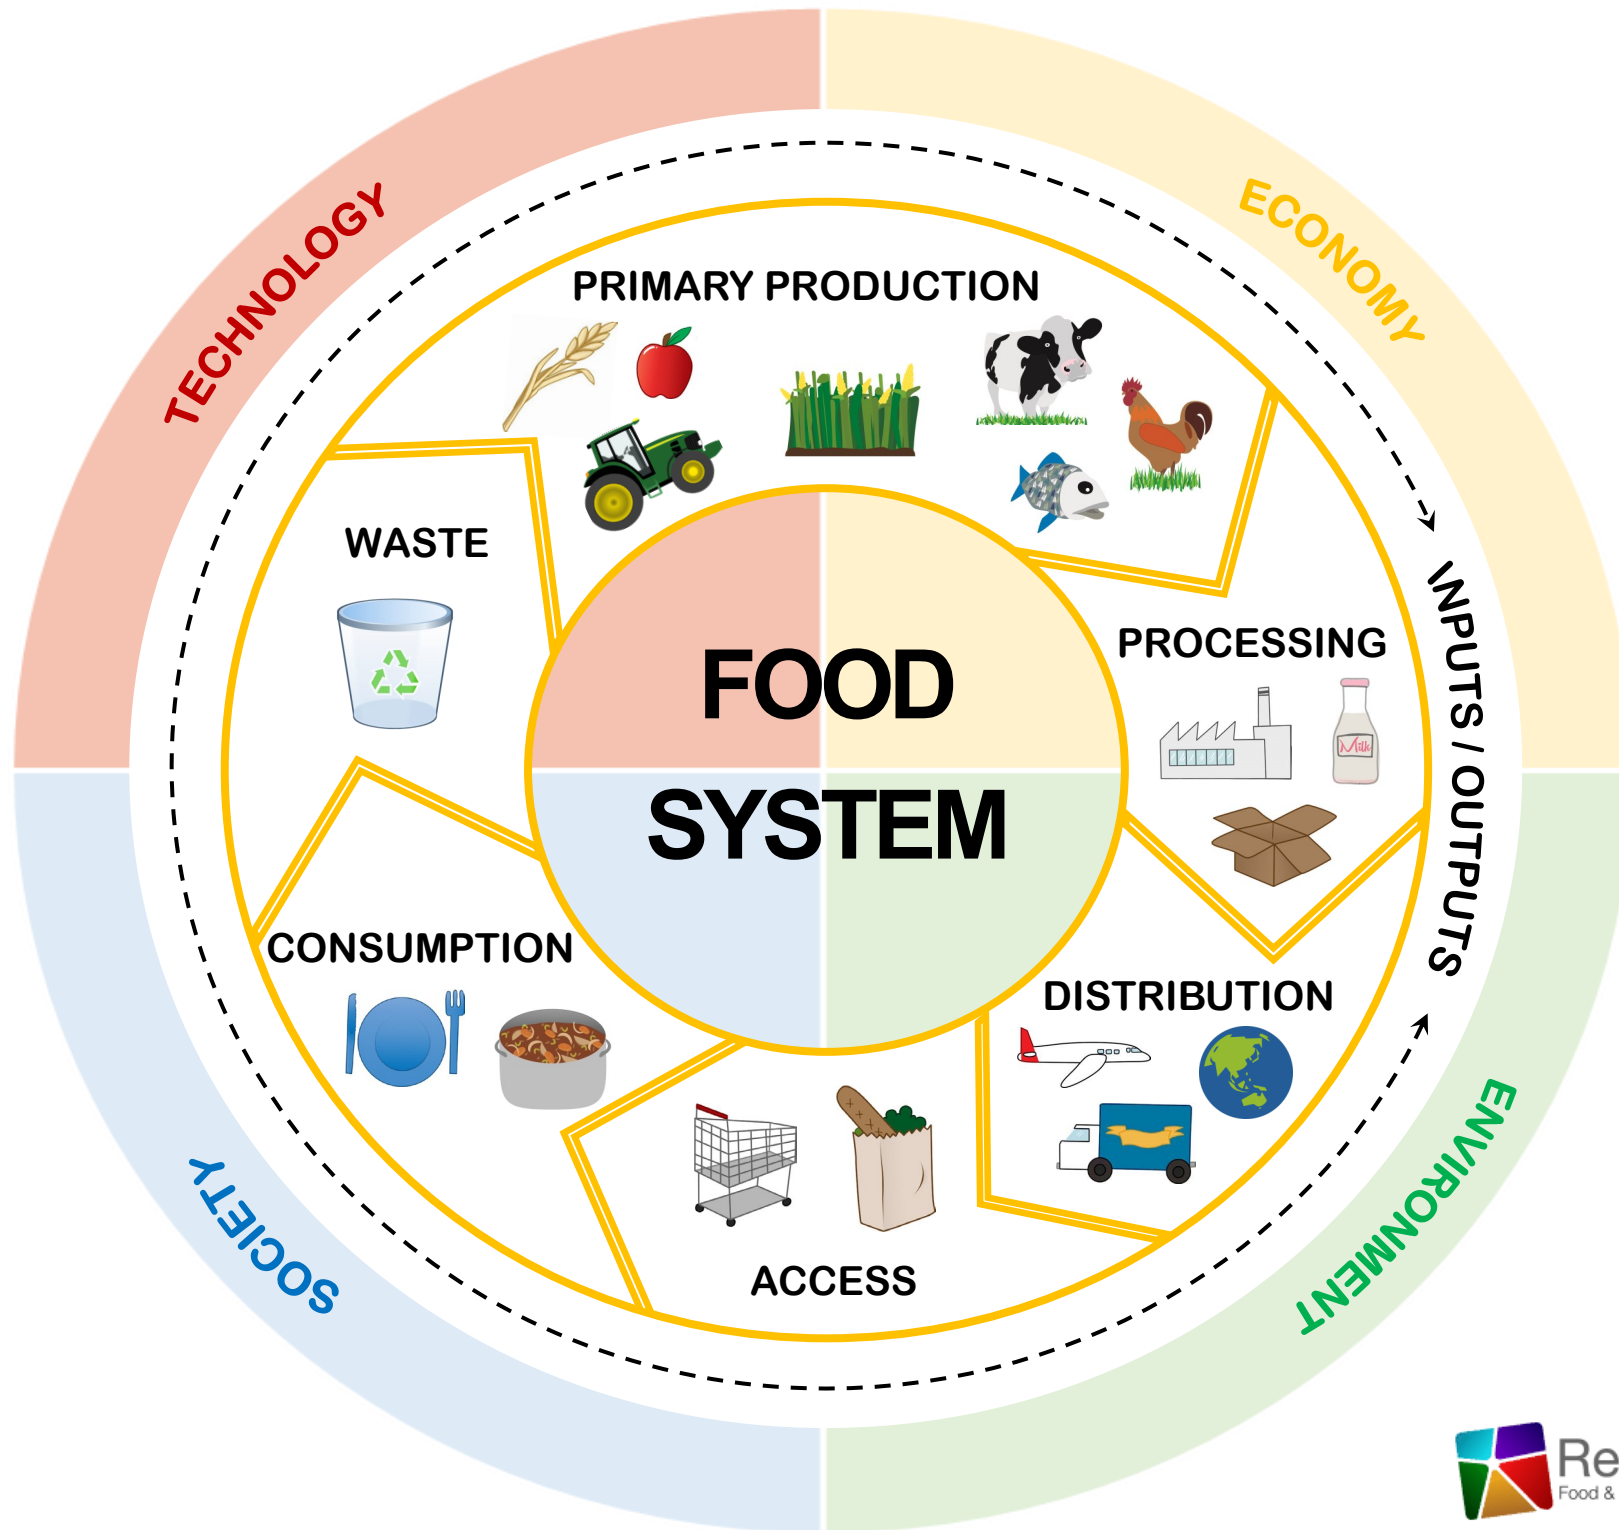 TECHNOLOGY
ECONOMY
PRIMARY PRODUCTION
WASTE
PROCESSING
Milk
INPUTS / OUTPUTS
FOOD
SYSTEM
CONSUMPTION
DISTRIBUTION
ACCESS
SOCIETY
ENVIRONMENT
Re
Food &